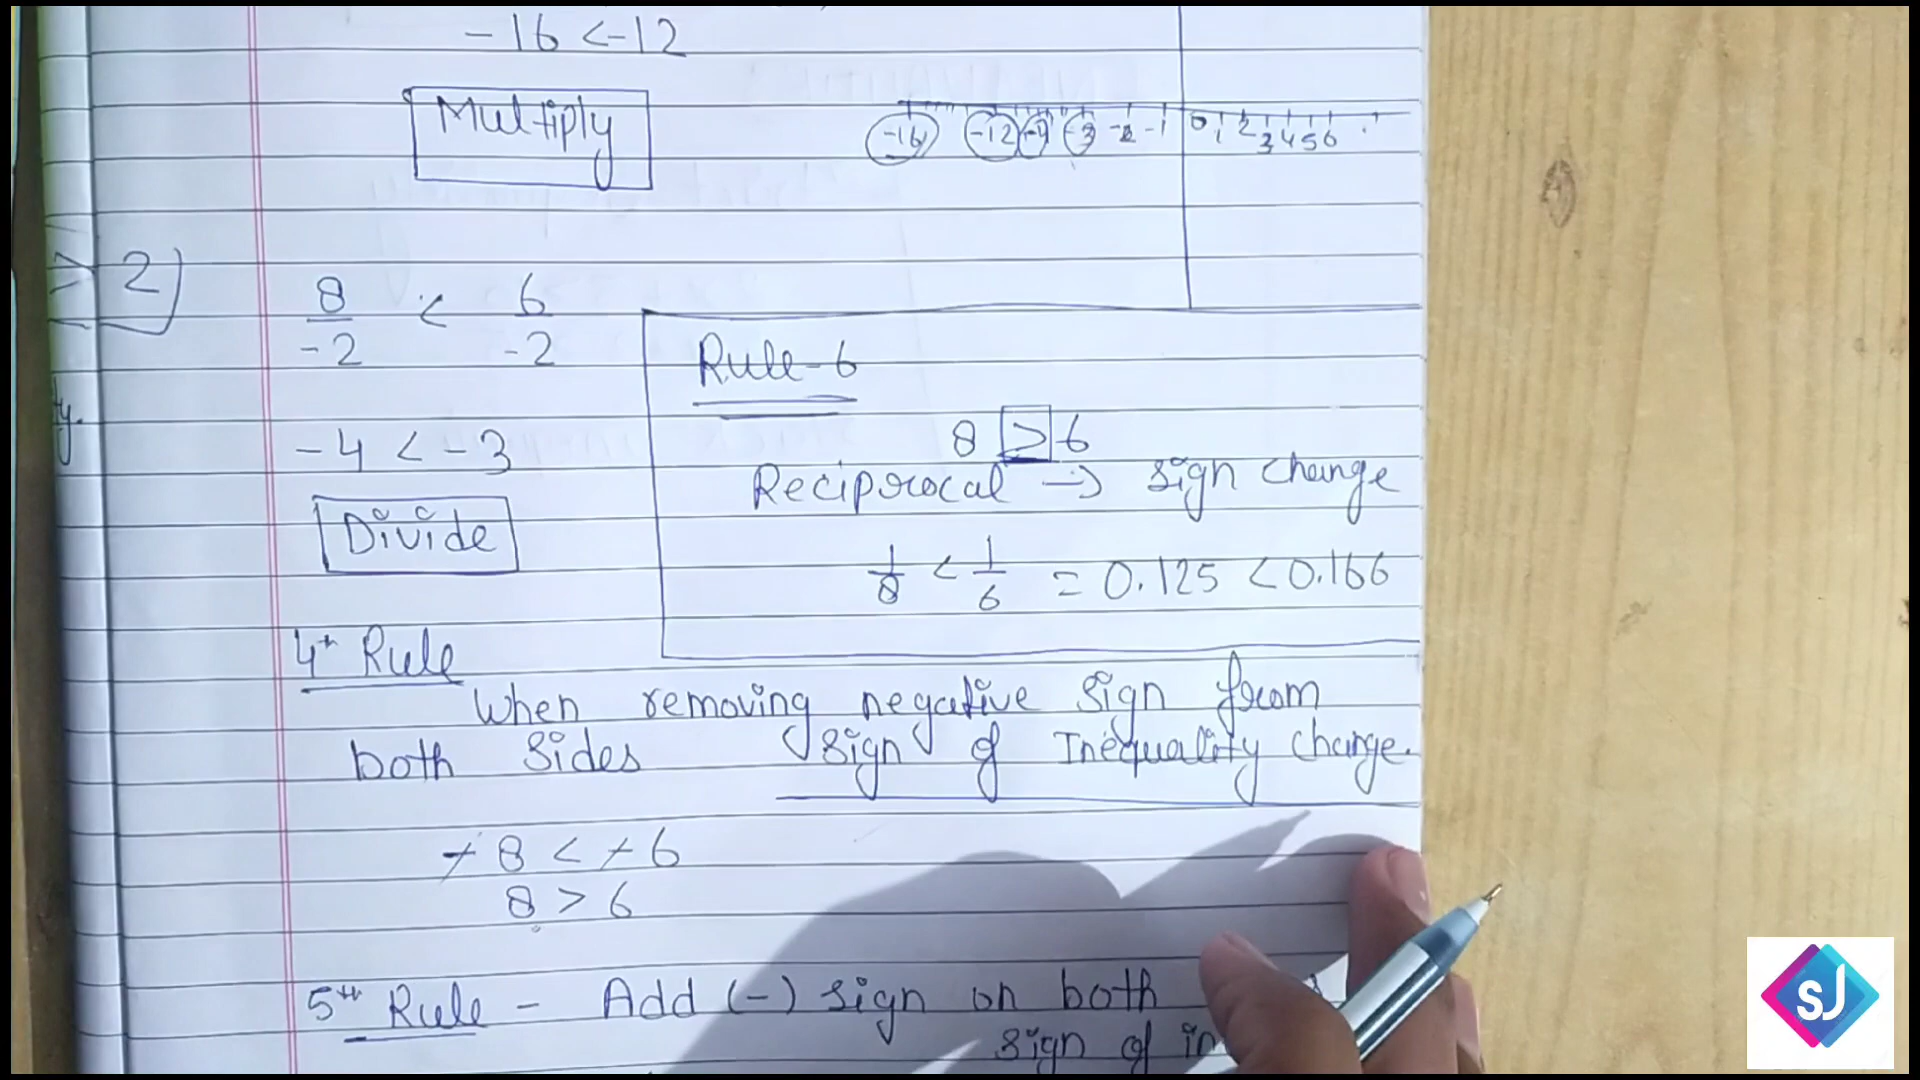 -16 <-12
Multiply
-16 -12 -4 -3 -2 -1 0 1 2 3 4 5 6
> 2)
8/-2 < 6/-2
-4 < -3
Divide
ty.
Rule-6
8 > 6
Reciprocal → sign change
1/8 < 1/6 = 0.125 < 0.166
4th Rule
When removing negative sign from
both sides sign of Inequality change.
-8 < -6
8 > 6
5th Rule - Add (-) sign on both
sign of in
SJ